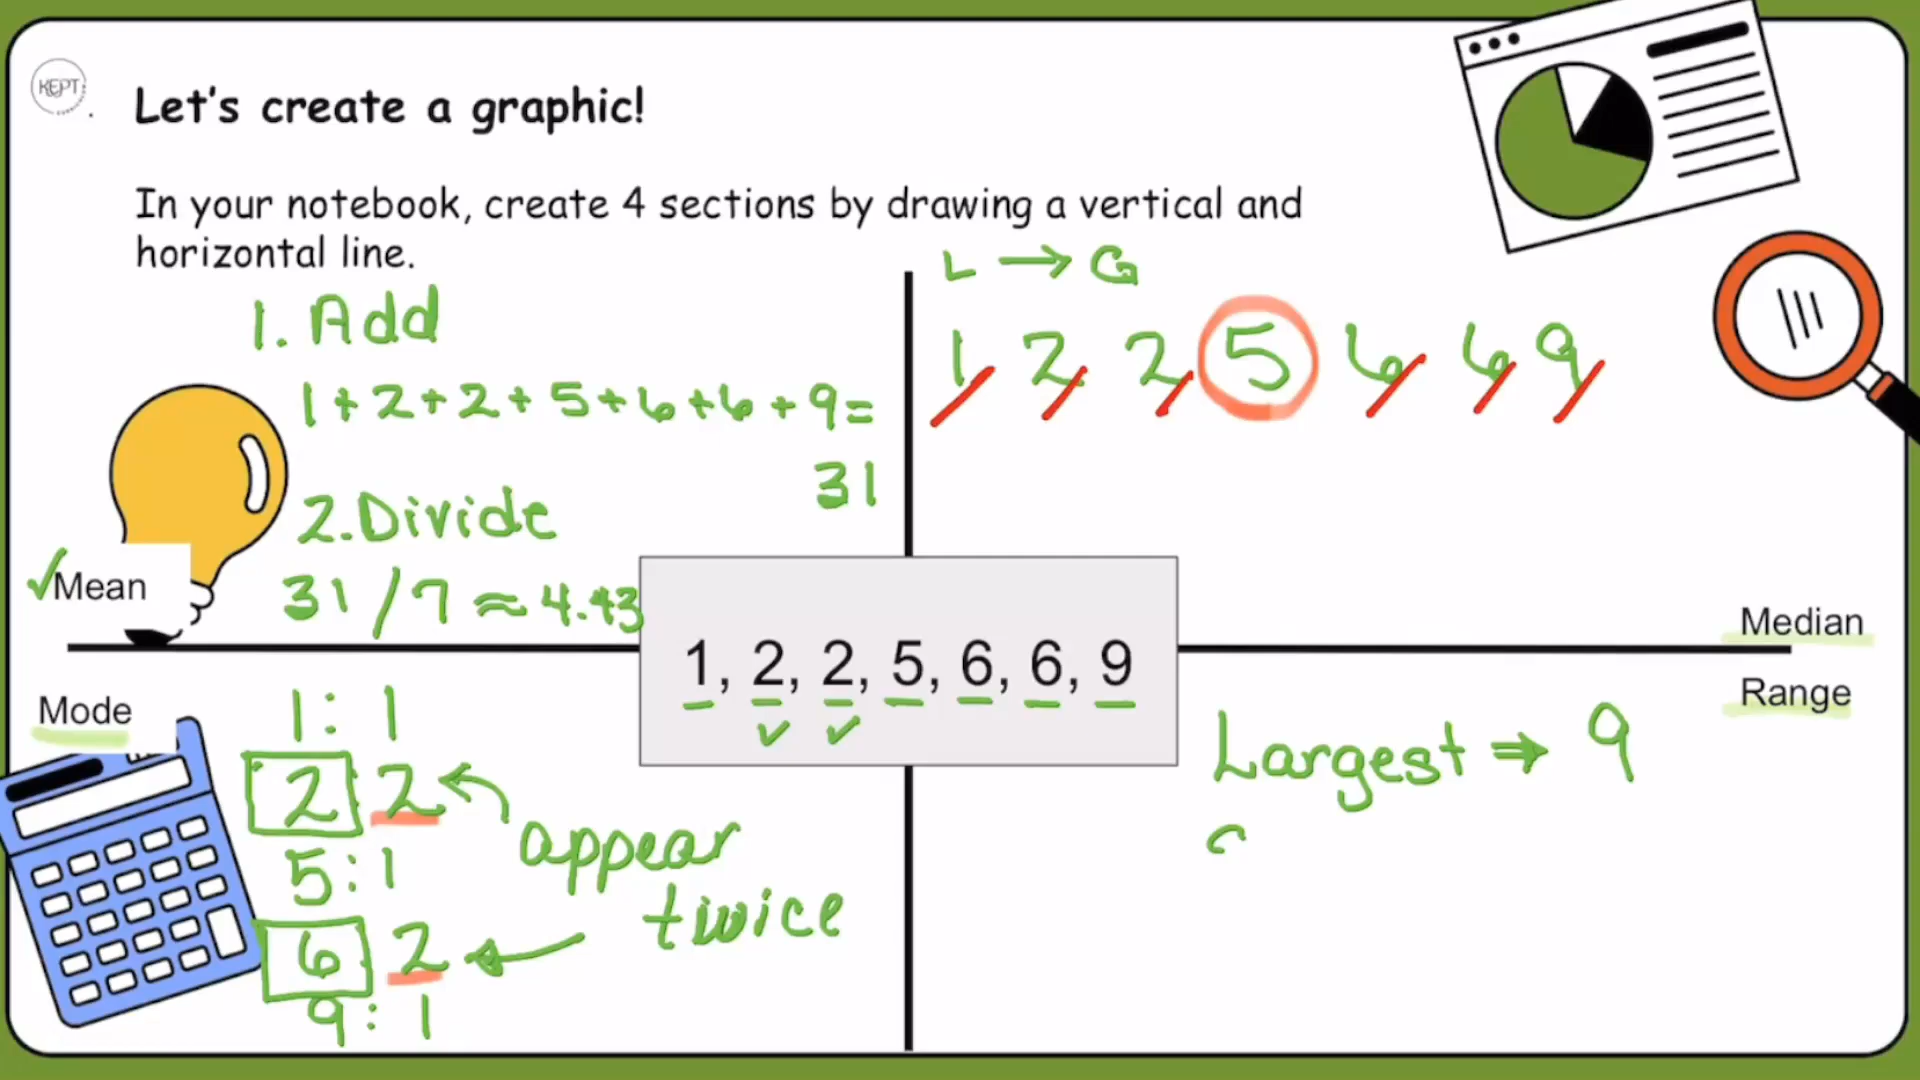 KEPT
Let's create a graphic!
In your notebook, create 4 sections by drawing a vertical and
horizontal line.
1. Add
1+2+2+5+6+6+9=
31
2. Divide
31/7 ≈ 4.43
✓Mean
L → G
1 2 2 5 6 6 9
Median
1, 2, 2, 5, 6, 6, 9
✓ ✓
Mode
1: 1
2: 2
5: 1
6 2
9: 1
appear
twice
Range
Largest ⇒ 9